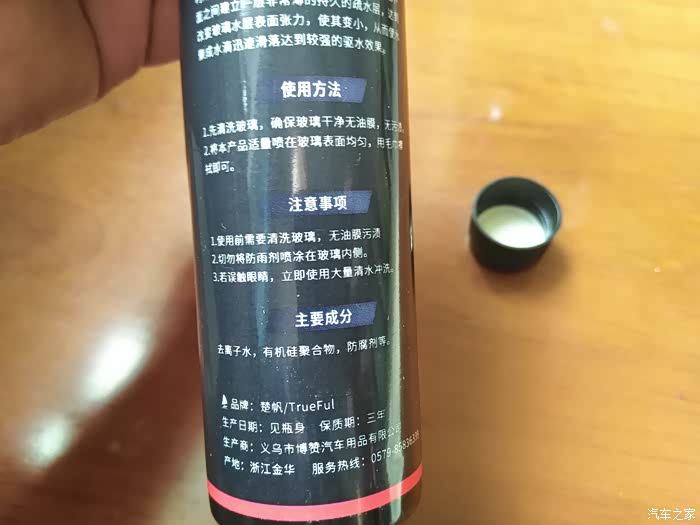 面之间建立一层非常薄的持久的疏水层，这
改变玻璃水层表面张力，使其变小，从而使水
聚成水滴迅速滑落达到较强的驱水效果。
使用方法
1.先清洗玻璃，确保玻璃干净无油膜，无污渍，
2.将本产品适量喷在玻璃表面均匀，用毛巾擦
拭即可。
注意事项
1.使用前需要清洗玻璃，无油膜污渍
2.切勿将防雨剂喷涂在玻璃内侧。
3.若误触眼睛，立即使用大量清水冲洗。
主要成分
去离子水，有机硅聚合物，防腐剂等。
品牌：楚帆/TrueFul
生产日期：见瓶身 保质期：三年
生产商：义乌市博赞汽车用品有限公司
产地：浙江金华 服务热线：0579-85836336
汽车之家